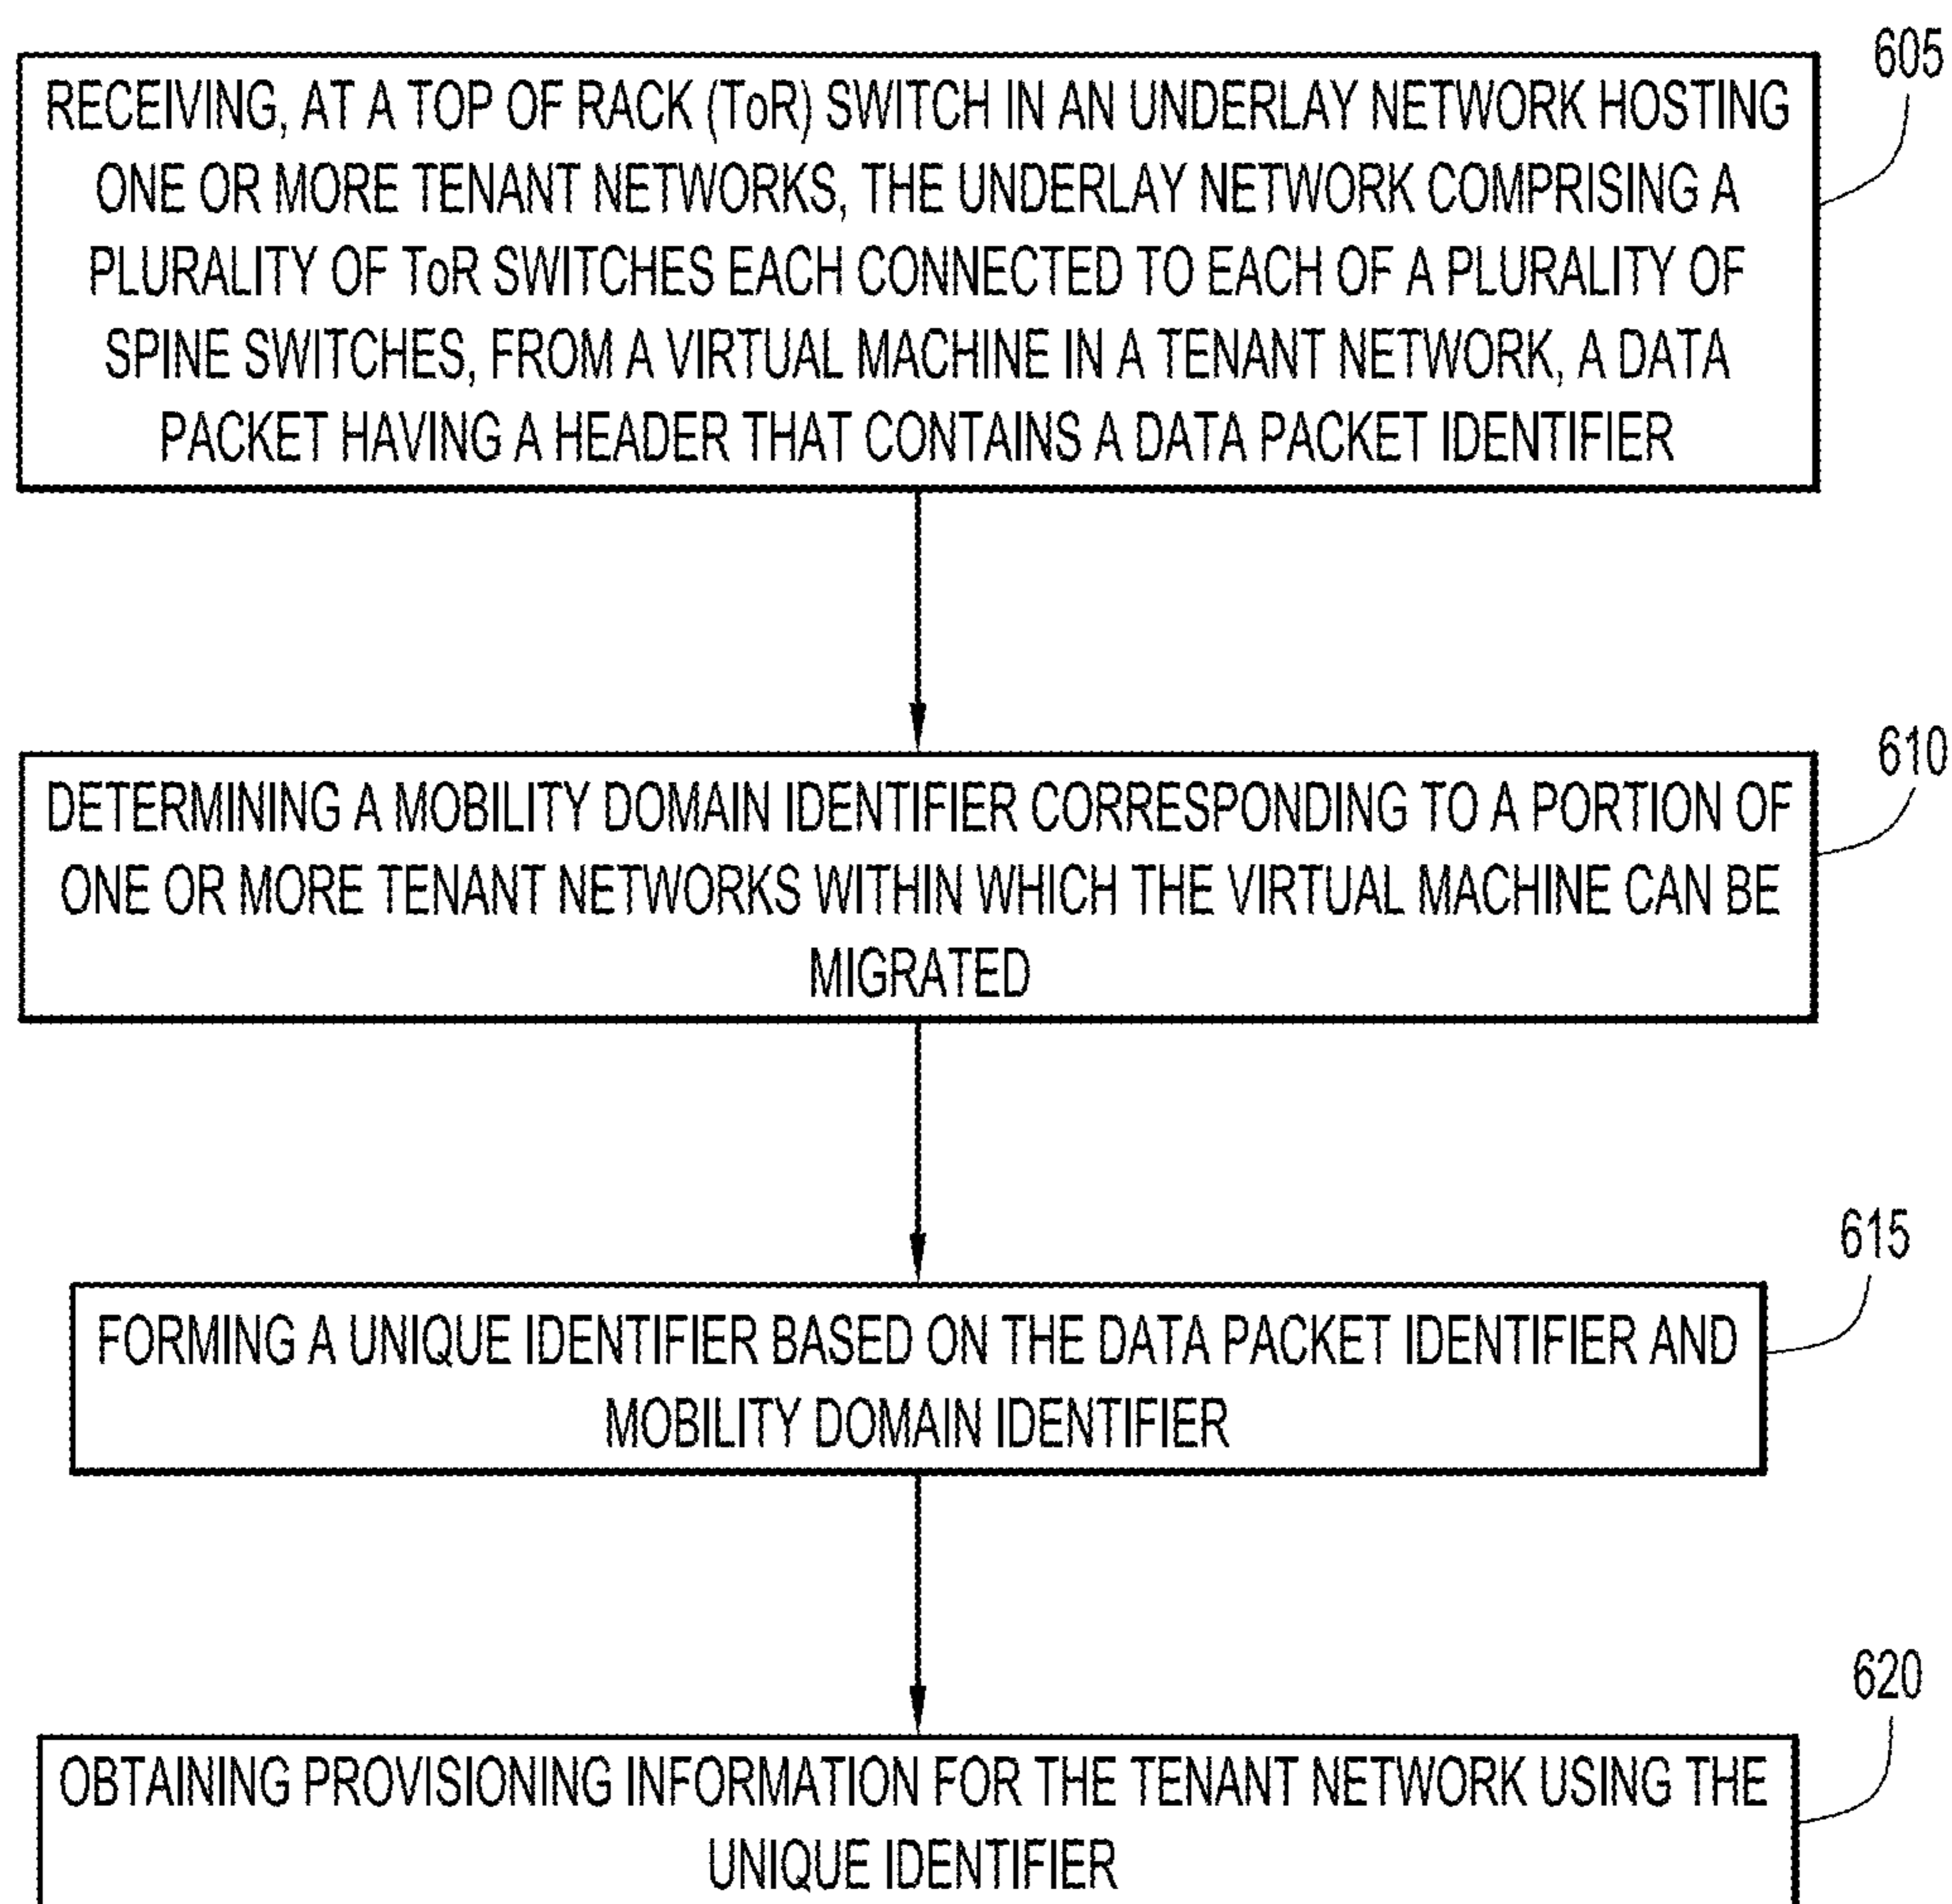 605
RECEIVING, AT A TOP OF RACK (ToR) SWITCH IN AN UNDERLAY NETWORK HOSTING
ONE OR MORE TENANT NETWORKS, THE UNDERLAY NETWORK COMPRISING A
PLURALITY OF ToR SWITCHES EACH CONNECTED TO EACH OF A PLURALITY OF
SPINE SWITCHES, FROM A VIRTUAL MACHINE IN A TENANT NETWORK, A DATA
PACKET HAVING A HEADER THAT CONTAINS A DATA PACKET IDENTIFIER
610
DETERMINING A MOBILITY DOMAIN IDENTIFIER CORRESPONDING TO A PORTION OF
ONE OR MORE TENANT NETWORKS WITHIN WHICH THE VIRTUAL MACHINE CAN BE
MIGRATED
615
FORMING A UNIQUE IDENTIFIER BASED ON THE DATA PACKET IDENTIFIER AND
MOBILITY DOMAIN IDENTIFIER
620
OBTAINING PROVISIONING INFORMATION FOR THE TENANT NETWORK USING THE
UNIQUE IDENTIFIER